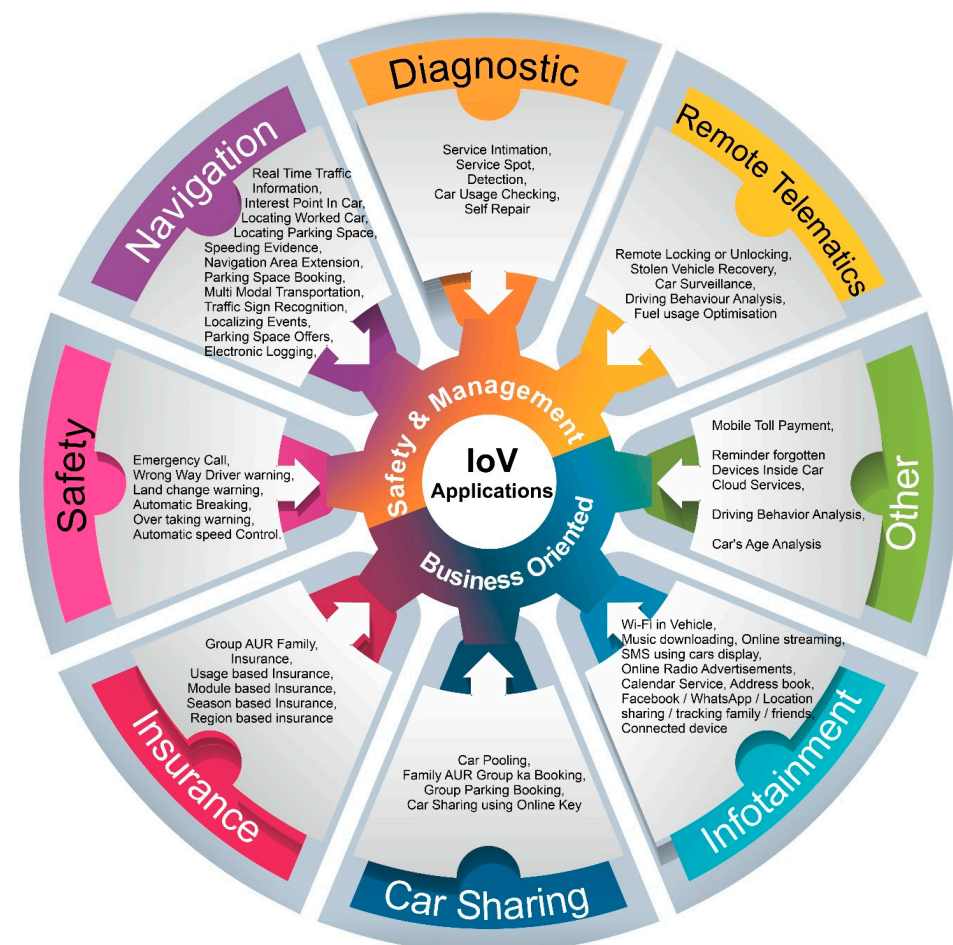 Diagnostic
Service Intimation,
Service Spot,
Detection,
Car Usage Checking,
Self Repair
Remote Telematics
Remote Locking or Unlocking,
Stolen Vehicle Recovery,
Car Surveillance,
Driving Behaviour Analysis,
Fuel usage Optimisation
Other
Mobile Toll Payment,
Reminder forgotten
Devices Inside Car
Cloud Services,
Driving Behavior Analysis,
Car's Age Analysis
Infotainment
Wi-Fi in Vehicle,
Music downloading, Online streaming,
SMS using cars display,
Online Radio Advertisements,
Calendar Service, Address book,
Facebook / WhatsApp / Location
sharing / tracking family / friends,
Connected device
Car Sharing
Car Pooling,
Family AUR Group ka Booking,
Group Parking Booking,
Car Sharing using Online Key
Insurance
Group AUR Family,
Insurance,
Usage based Insurance,
Module based Insurance,
Season based Insurance,
Region based insurance
Safety
Emergency Call,
Wrong Way Driver warning,
Land change warning,
Automatic Breaking,
Over taking warning,
Automatic speed Control.
Navigation
Real Time Traffic
Information,
Interest Point In Car,
Locating Worked Car,
Locating Parking Space,
Speeding Evidence,
Navigation Area Extension,
Parking Space Booking,
Multi Modal Transportation,
Traffic Sign Recognition,
Localizing Events,
Parking Space Offers,
Electronic Logging,
Safety & Management
IoV
Applications
Business Oriented